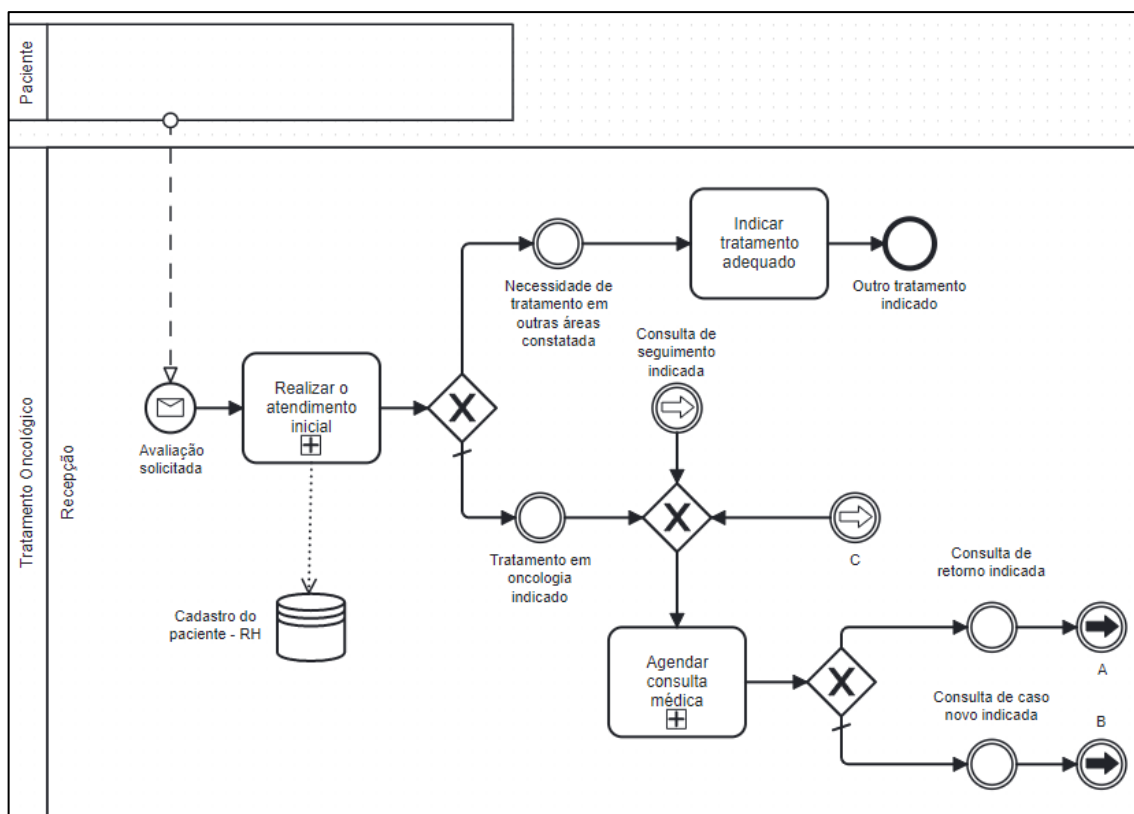 Paciente
Tratamento Oncológico
Recepção
Avaliação
solicitada
Realizar o
atendimento
inicial
Cadastro do
paciente - RH
Necessidade de
tratamento em
outras áreas
constatada
Indicar
tratamento
adequado
Outro tratamento
indicado
Consulta de
seguimento
indicada
Tratamento em
oncologia
indicado
C
Agendar
consulta
médica
Consulta de
retorno indicada
A
Consulta de caso
novo indicada
B